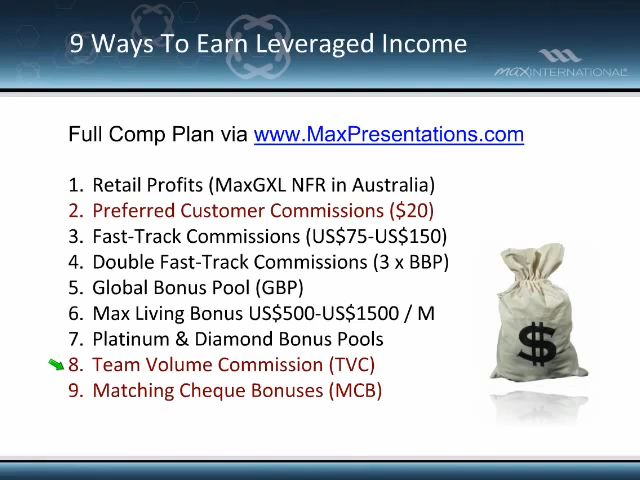 9 Ways To Earn Leveraged Income
maxINTERNATIONAL
Full Comp Plan via www.MaxPresentations.com
1. Retail Profits (MaxGXL NFR in Australia)
2. Preferred Customer Commissions ($20)
3. Fast-Track Commissions (US$75-US$150)
4. Double Fast-Track Commissions (3 x BBP)
5. Global Bonus Pool (GBP)
6. Max Living Bonus US$500-US$1500 / M
7. Platinum & Diamond Bonus Pools
8. Team Volume Commission (TVC)
9. Matching Cheque Bonuses (MCB)
$